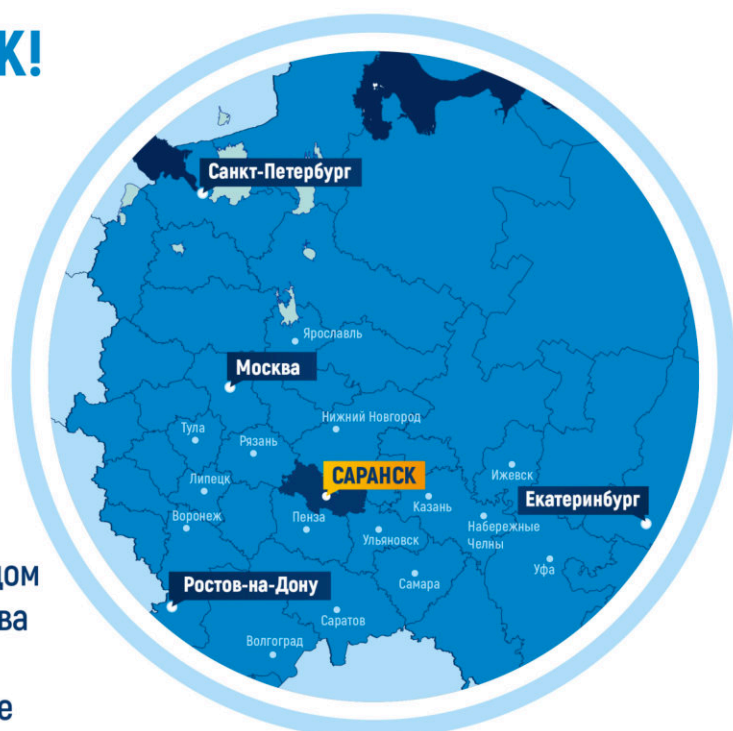 К!
Санкт-Петербург
Ярославль
Москва
Нижний Новгород
Тула
Рязань
САРАНСК
Липецк
Ижевск
Казань
Екатеринбург
Воронеж
Пенза
Ульяновск
Набережные
Челны
Уфа
Самара
Ростов-на-Дону
Саратов
Волгоград
дом
ва
е